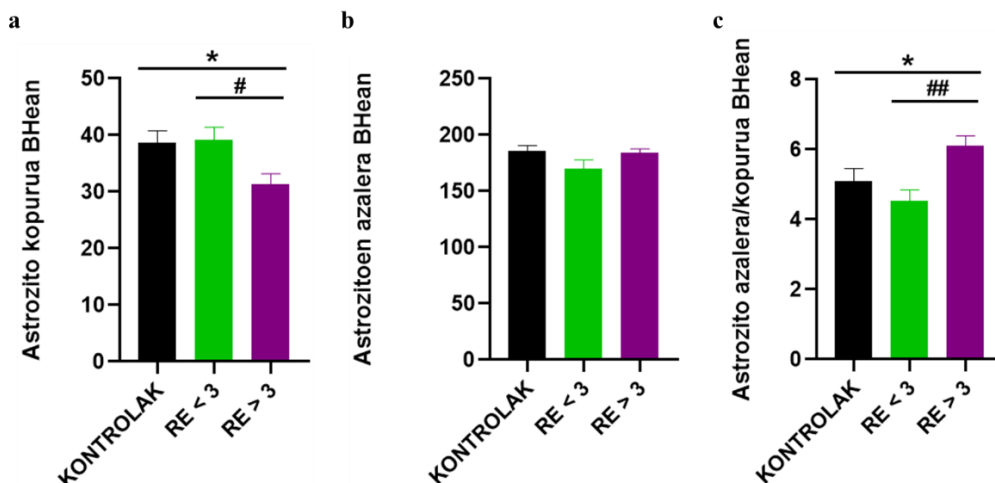 a
Astrozito kopurua BHean
50
40
30
20
10
0
*
#
KONTROLAK
RE < 3
RE > 3
b
Astrozitoen azalera BHean
250
200
150
100
50
0
KONTROLAK
RE < 3
RE > 3
c
Astrozito azalera/kopurua BHean
8
6
4
2
0
*
##
KONTROLAK
RE < 3
RE > 3